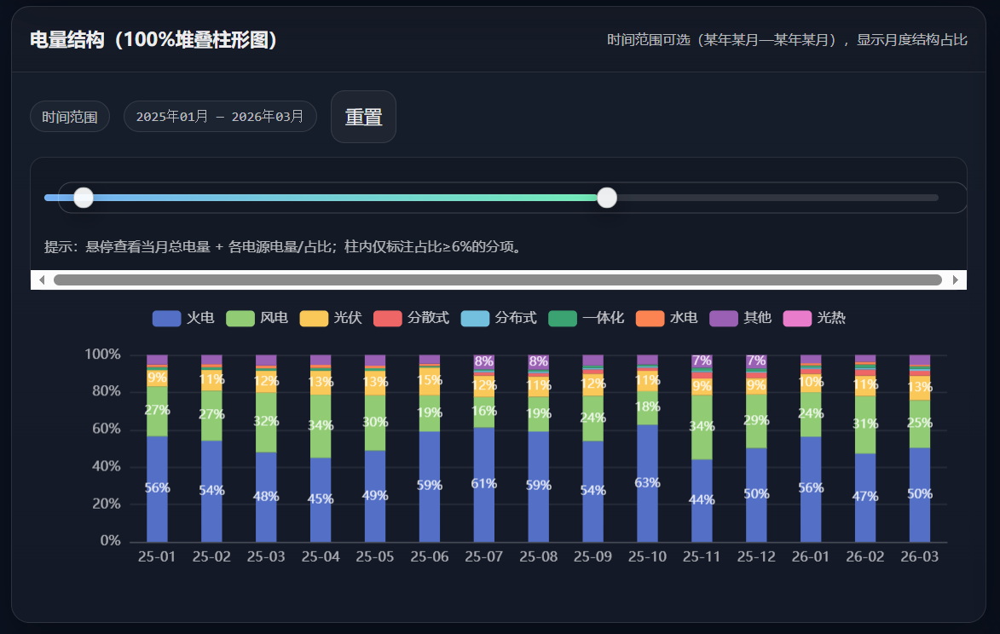 电量结构（100%堆叠柱形图）
时间范围可选（某年某月—某年某月），显示月度结构占比
时间范围
2025年01月 – 2026年03月
重置
提示：悬停查看当月总电量 + 各电源电量/占比；柱内仅标注占比≥6%的分项。
火电 风电 光伏 分散式 分布式 一体化 水电 其他 光热
100%
80%
60%
40%
20%
0%
8% 8% 7% 7%
9% 11% 12% 13% 13% 15% 12% 11% 12% 11% 9% 9% 10% 11% 13%
27% 27% 32% 34% 30% 19% 16% 19% 24% 18% 34% 29% 24% 31% 25%
56% 54% 48% 45% 49% 59% 61% 59% 54% 63% 44% 50% 56% 47% 50%
25-01 25-02 25-03 25-04 25-05 25-06 25-07 25-08 25-09 25-10 25-11 25-12 26-01 26-02 26-03